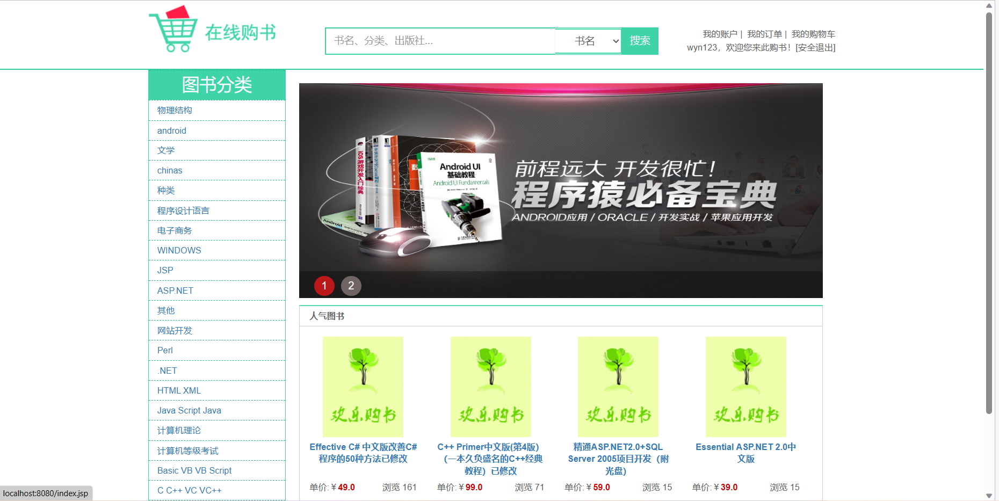 在线购书
书名、分类、出版社...
书名
搜索
我的账户 | 我的订单 | 我的购物车
wyn123，欢迎您来此购书！[安全退出]
图书分类
物理结构
android
文学
chinas
种类
程序设计语言
电子商务
WINDOWS
JSP
ASP.NET
其他
网站开发
Perl
.NET
HTML XML
Java Script Java
计算机理论
计算机等级考试
Basic VB VB Script
C C++ VC VC++
iOS游戏开发入门经典
Android UI
基础教程
Android UI Fundamentals
前程远大 开发很忙！
程序猿必备宝典
ANDROID应用 / ORACLE / 开发实战 / 苹果应用开发
1
2
人气图书
欢乐购书
欢乐购书
欢乐购书
欢乐购书
Effective C# 中文版改善C#
程序的50种方法已修改
单价:￥49.0
浏览 161
C++ Primer中文版(第4版)
（一本久负盛名的C++经典
教程）已修改
单价:￥99.0
浏览 71
精通ASP.NET2.0+SQL
Server 2005项目开发（附
光盘）
单价:￥59.0
浏览 15
Essential ASP.NET 2.0中
文版
单价:￥39.0
浏览 15
localhost:8080/index.jsp